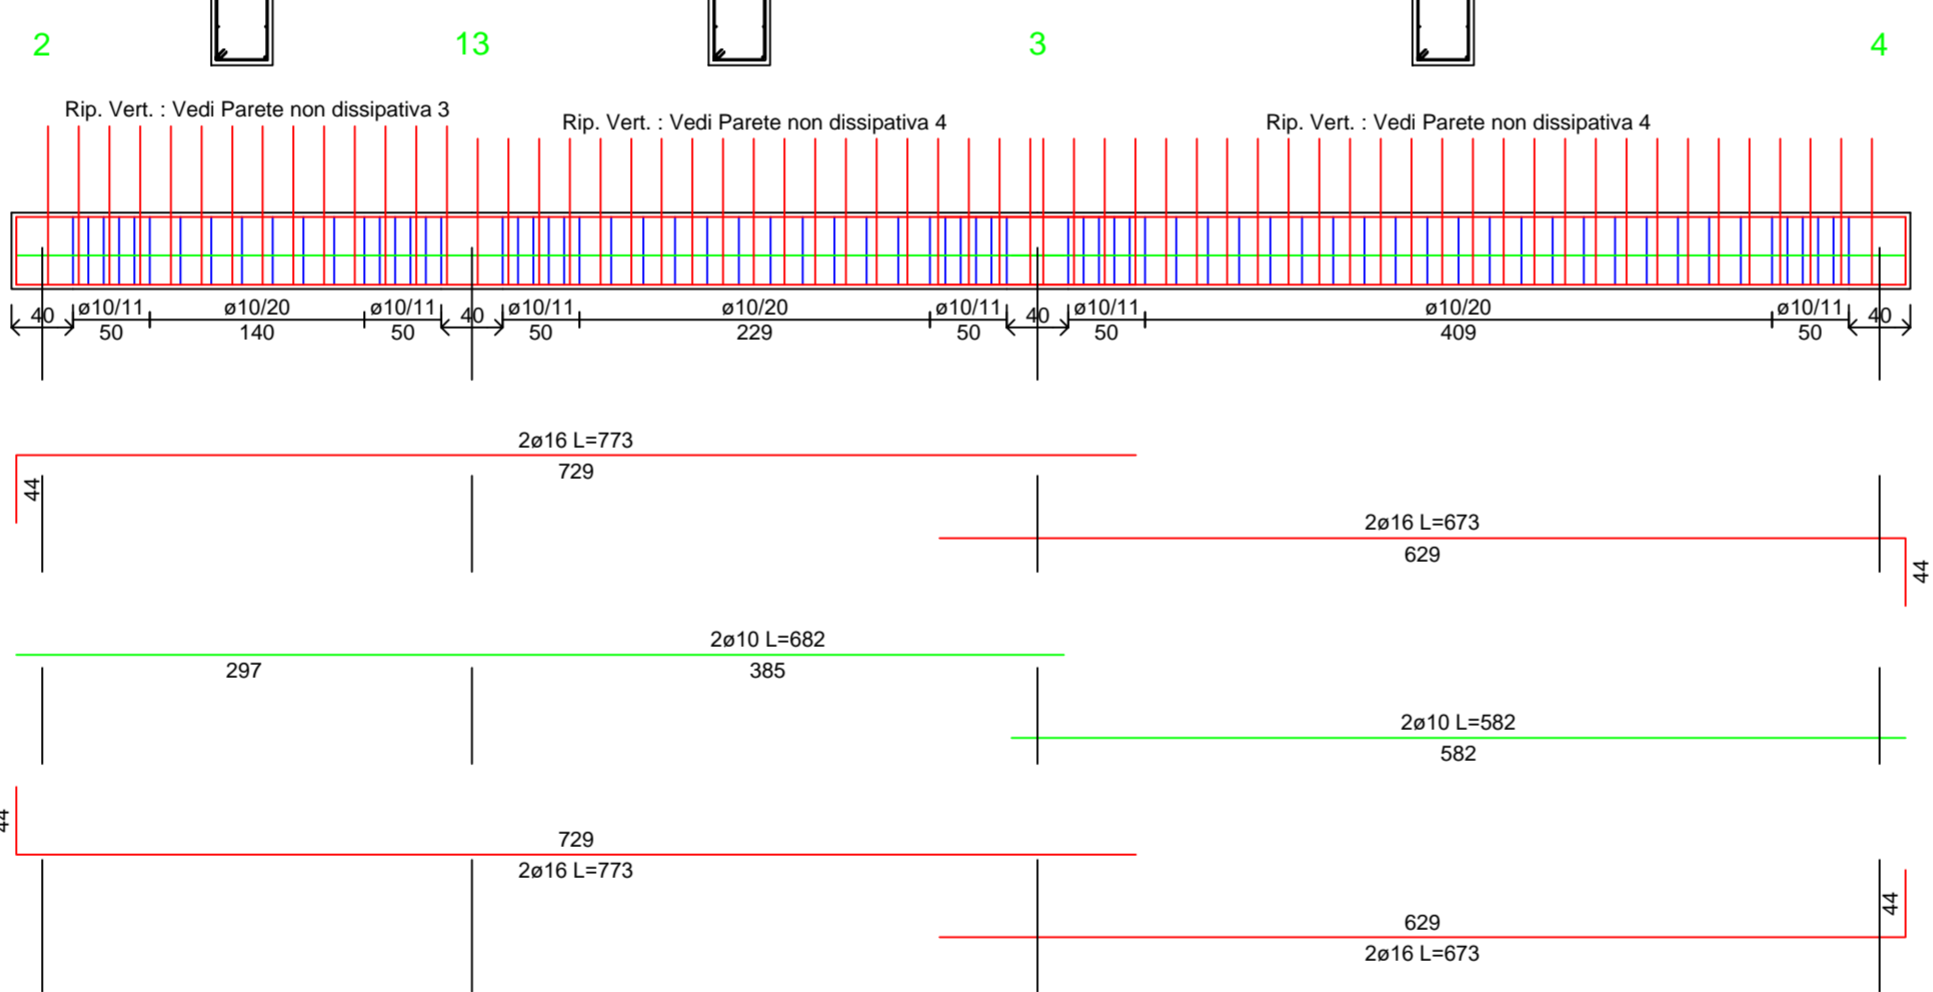 2 13 3 4
Rip. Vert. : Vedi Parete non dissipativa 3
Rip. Vert. : Vedi Parete non dissipativa 4
Rip. Vert. : Vedi Parete non dissipativa 4
40 ø10/11 ø10/20 ø10/11 40 ø10/11 ø10/20 ø10/11 40 ø10/11 ø10/20 ø10/11 40
50 140 50 50 229 50 50 409 50
2ø16 L=773
729
44
2ø16 L=673
629
44
2ø10 L=682
297 385
2ø10 L=582
582
44
729
2ø16 L=773
44
629
2ø16 L=673